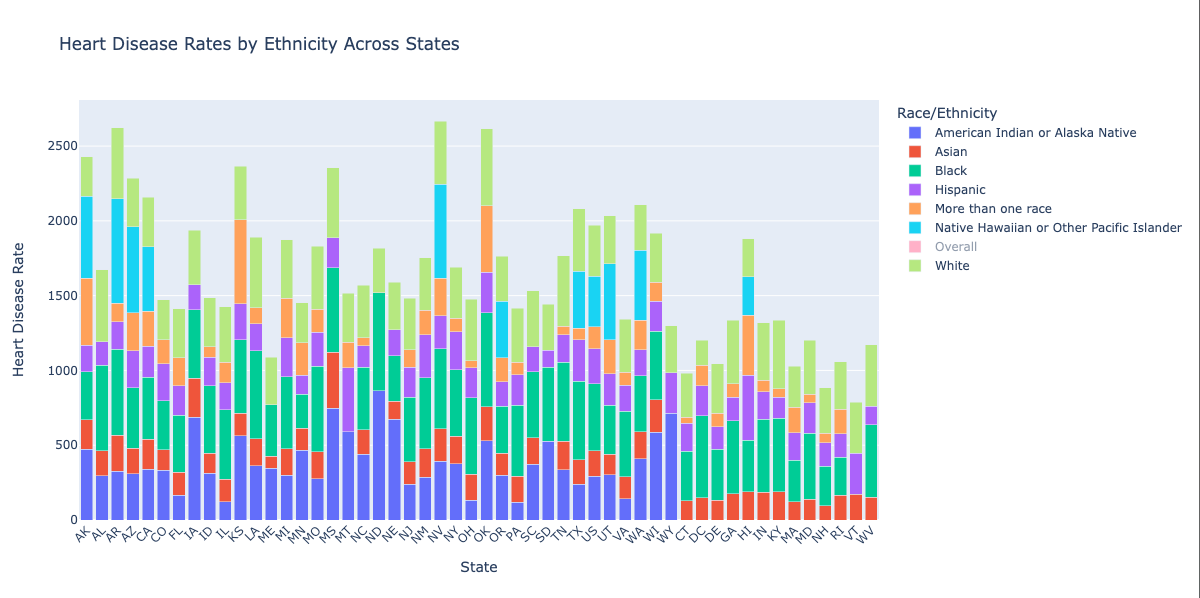 Heart Disease Rates by Ethnicity Across States
Race/Ethnicity
American Indian or Alaska Native
Asian
Black
Hispanic
More than one race
Native Hawaiian or Other Pacific Islander
Overall
White
Heart Disease Rate
2500
2000
1500
1000
500
0
AK AL AR AZ CA CO FL IA ID IL KS LA ME MI MN MO MS MT NC ND NE NJ NM NV NY OH OK OR PA SC SD TN TX US UT VA WA WI WY CT DC DE GA HI IN KY MA MD NH RI VT WV
State